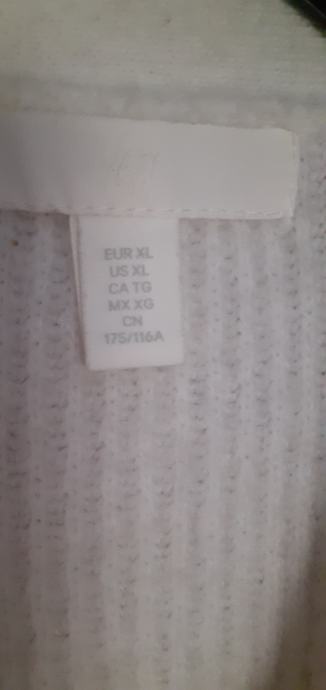 EUR XL
US XL
CA TG
MX XG
CN
175/116A